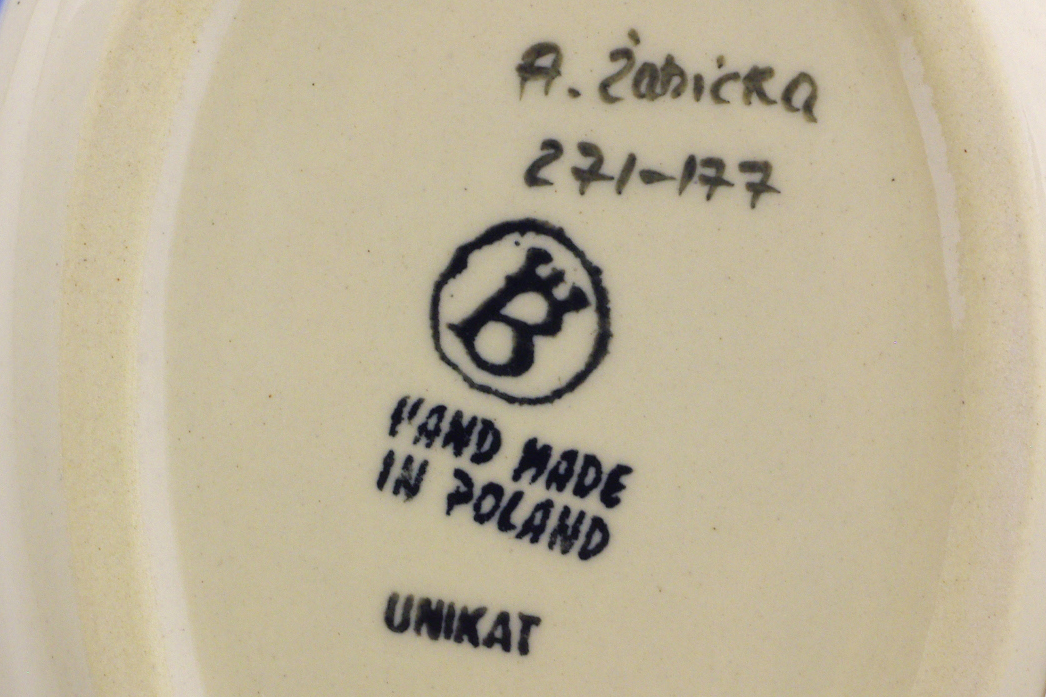 A. Żabicka
271-177
B
HAND MADE
IN POLAND
UNIKAT